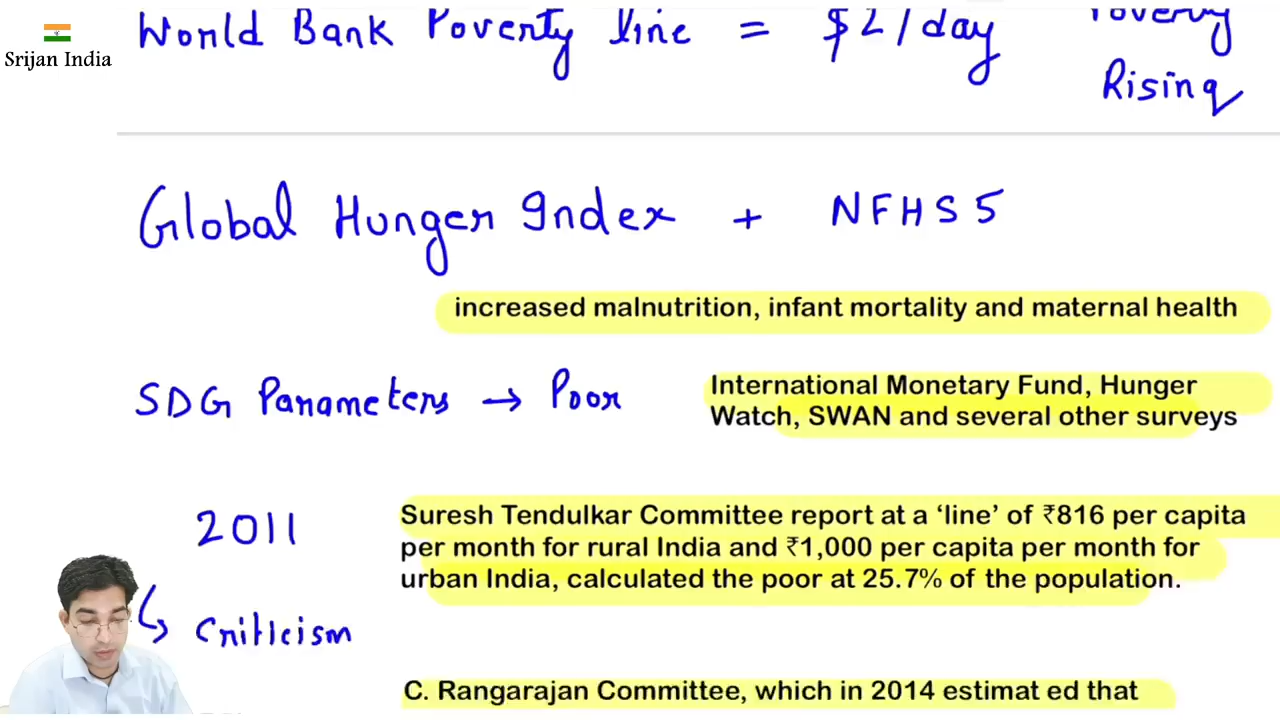 World Bank Poverty line = $2/day
Poverty
Rising
Srijan India
Global Hunger Index + NFHS 5
increased malnutrition, infant mortality and maternal health
SDG Parameters → Poor
International Monetary Fund, Hunger
Watch, SWAN and several other surveys
2011
Suresh Tendulkar Committee report at a ‘line’ of ₹816 per capita
per month for rural India and ₹1,000 per capita per month for
urban India, calculated the poor at 25.7% of the population.
Criticism
C. Rangarajan Committee, which in 2014 estimat ed that